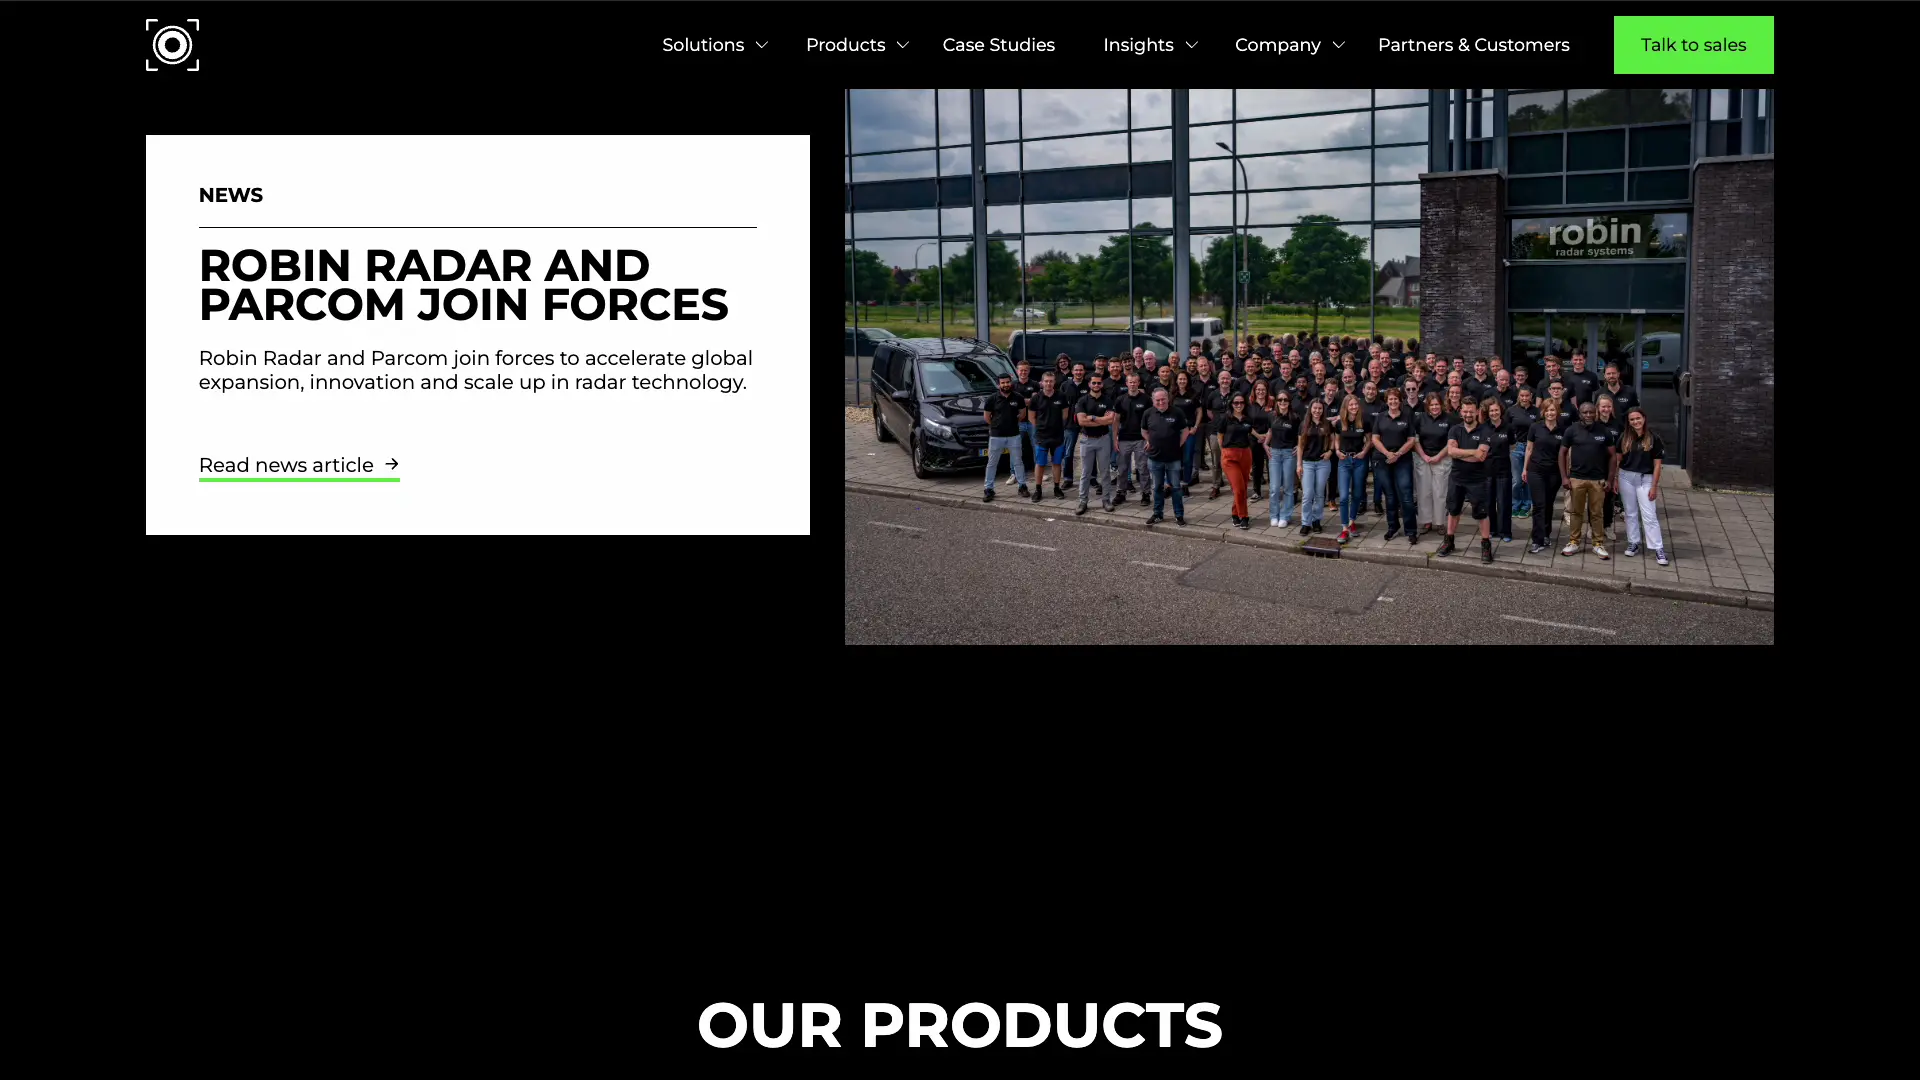 Solutions
Products
Case Studies
Insights
Company
Partners & Customers
Talk to sales
NEWS
ROBIN RADAR AND
PARCOM JOIN FORCES
Robin Radar and Parcom join forces to accelerate global
expansion, innovation and scale up in radar technology.
Read news article
robin
radar systems
OUR PRODUCTS